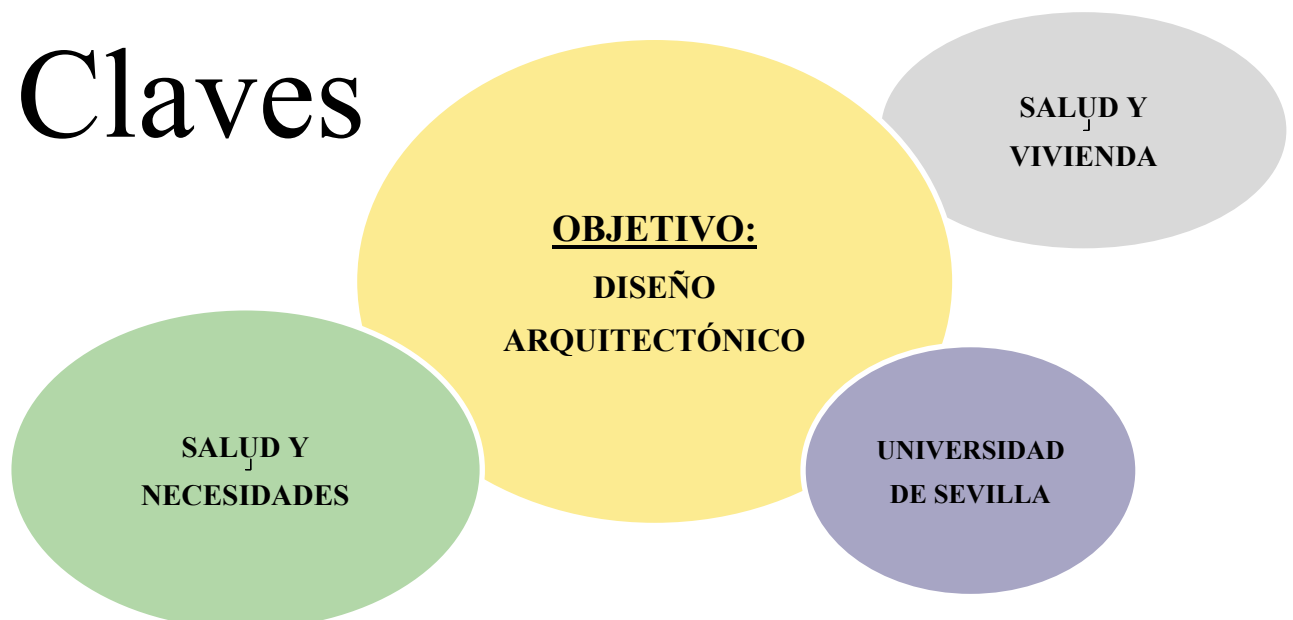 Claves
SALUD Y
VIVIENDA
OBJETIVO:
DISEÑO
ARQUITECTÓNICO
SALUD Y
NECESIDADES
UNIVERSIDAD
DE SEVILLA